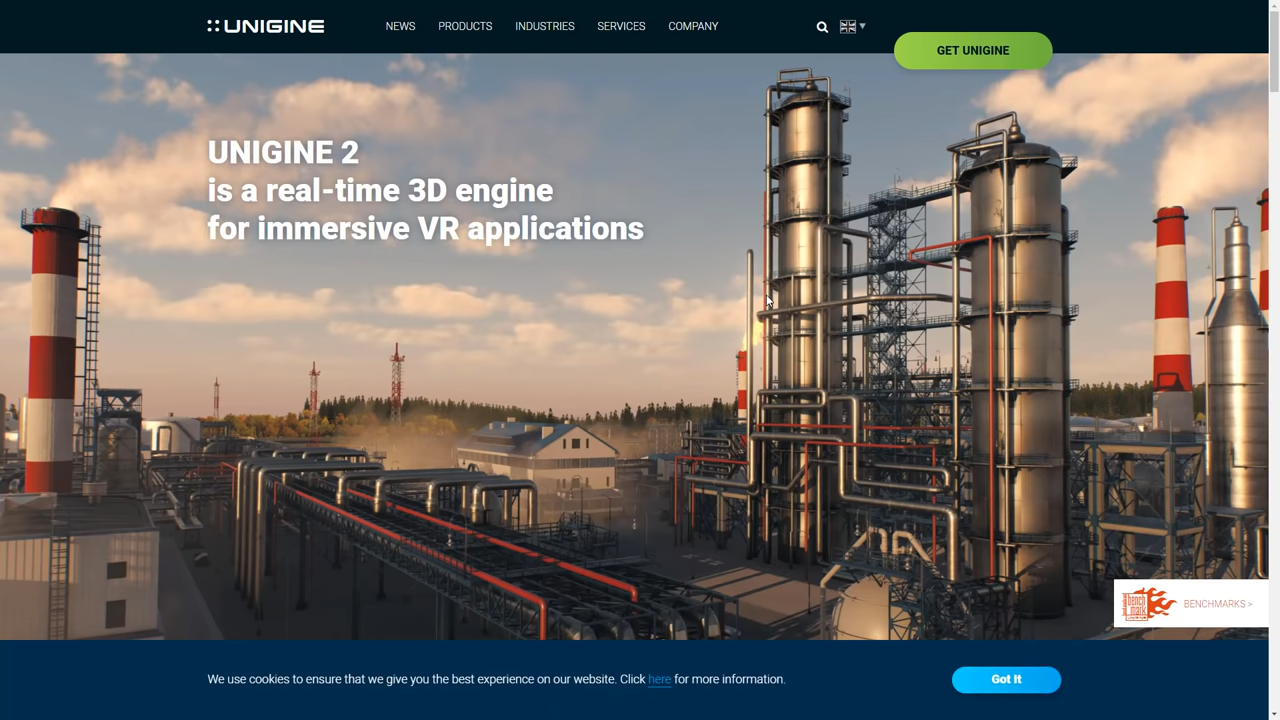 UNIGINE
NEWS
PRODUCTS
INDUSTRIES
SERVICES
COMPANY
GET UNIGINE
UNIGINE 2
is a real-time 3D engine
for immersive VR applications
bench
mark
BENCHMARKS >
We use cookies to ensure that we give you the best experience on our website. Click here for more information.
Got It